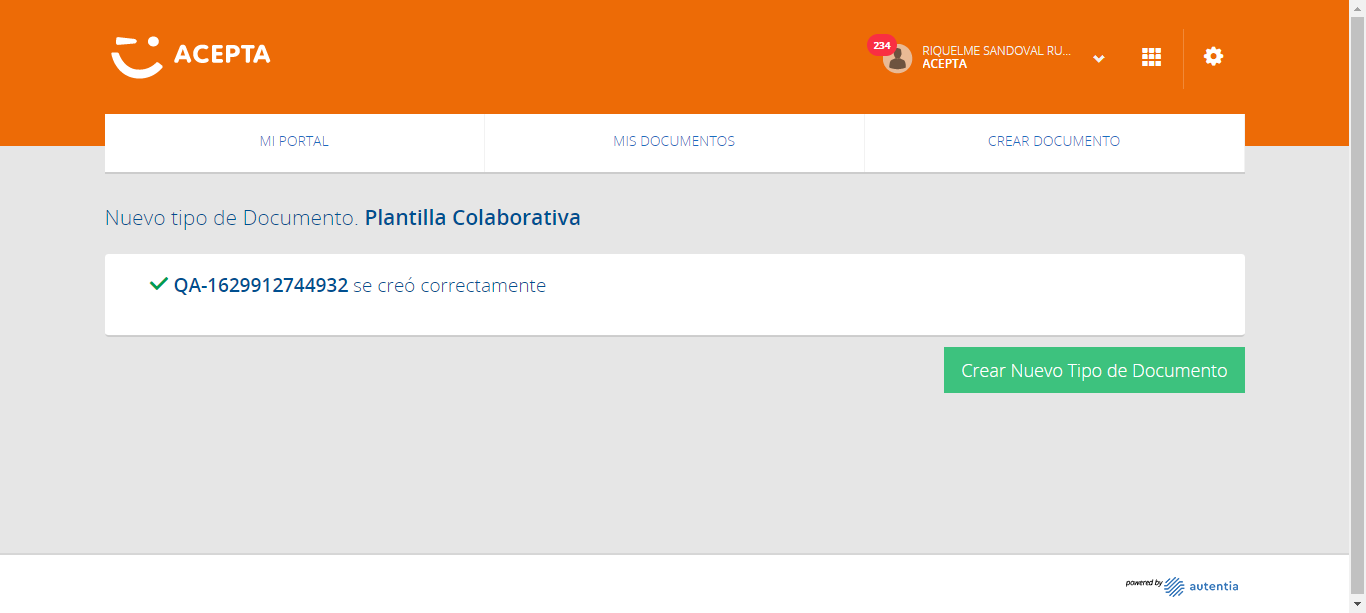 ACEPTA
234
RIQUELME SANDOVAL RU...
ACEPTA
MI PORTAL
MIS DOCUMENTOS
CREAR DOCUMENTO
Nuevo tipo de Documento. Plantilla Colaborativa
QA-1629912744932 se creó correctamente
Crear Nuevo Tipo de Documento
powered by autentia